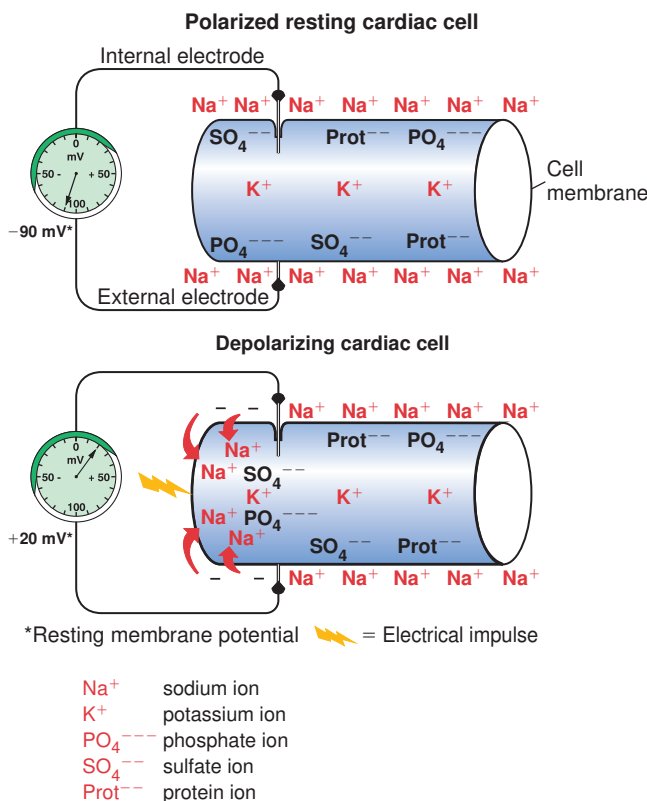 Polarized resting cardiac cell
Internal electrode
Na⁺ Na⁺ Na⁺ Na⁺ Na⁺ Na⁺ Na⁺
0
mV
50 - + 50
100
−90 mV*
SO₄⁻⁻ Prot⁻⁻ PO₄⁻⁻⁻
K⁺ K⁺ K⁺
Cell
membrane
PO₄⁻⁻⁻ SO₄⁻⁻ Prot⁻⁻
Na⁺ Na⁺ Na⁺ Na⁺ Na⁺ Na⁺ Na⁺
External electrode
Depolarizing cardiac cell
– – Na⁺ Na⁺ Na⁺ Na⁺ Na⁺
0
mV
50 - + 50
100
+20 mV*
Na⁺ Prot⁻⁻ PO₄⁻⁻⁻
Na⁺ SO₄⁻⁻
K⁺ K⁺ K⁺
Na⁺ PO₄⁻⁻⁻
Na⁺ SO₄⁻⁻ Prot⁻⁻
– – Na⁺ Na⁺ Na⁺ Na⁺ Na⁺
*Resting membrane potential = Electrical impulse
Na⁺ sodium ion
K⁺ potassium ion
PO₄⁻⁻⁻ phosphate ion
SO₄⁻⁻ sulfate ion
Prot⁻⁻ protein ion